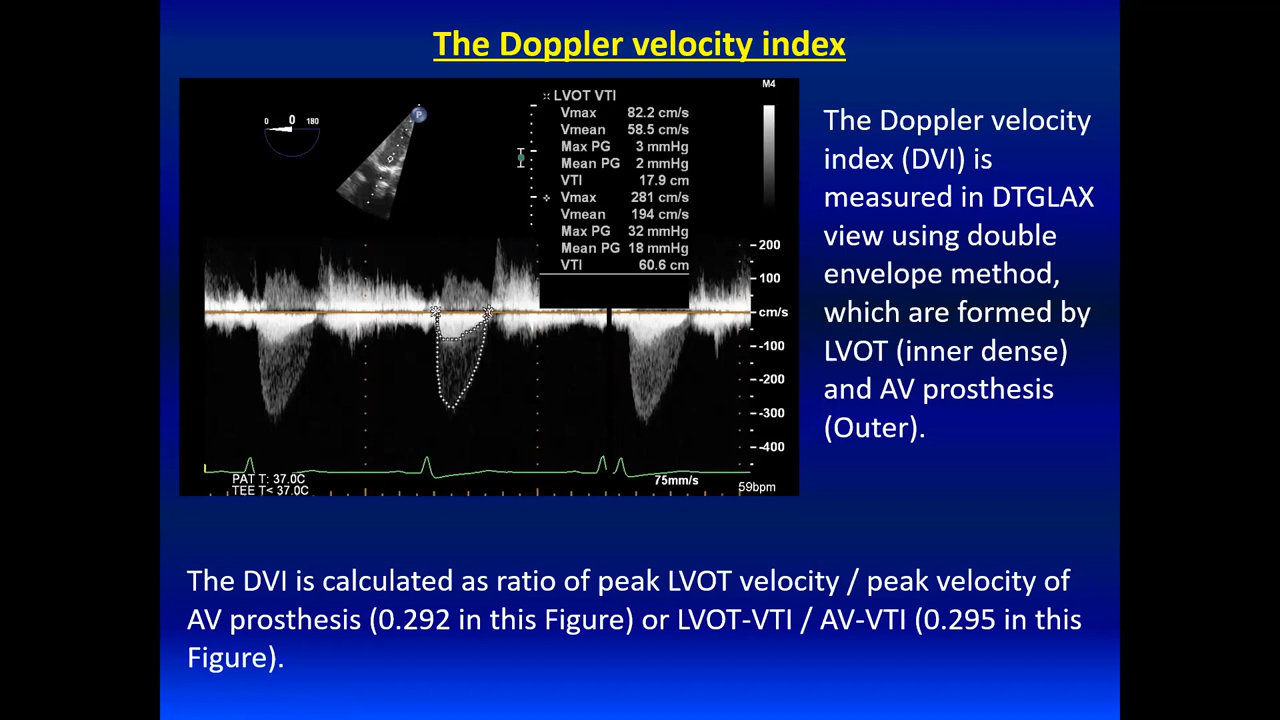 The Doppler velocity index
M4
0 0 180
P
LVOT VTI
Vmax 82.2 cm/s
Vmean 58.5 cm/s
Max PG 3 mmHg
Mean PG 2 mmHg
VTI 17.9 cm
Vmax 281 cm/s
Vmean 194 cm/s
Max PG 32 mmHg
Mean PG 18 mmHg
VTI 60.6 cm
200
100
cm/s
-100
-200
-300
-400
PAT T: 37.0C
TEE T< 37.0C
75mm/s
59bpm
The Doppler velocity
index (DVI) is
measured in DTGLAX
view using double
envelope method,
which are formed by
LVOT (inner dense)
and AV prosthesis
(Outer).
The DVI is calculated as ratio of peak LVOT velocity / peak velocity of
AV prosthesis (0.292 in this Figure) or LVOT-VTI / AV-VTI (0.295 in this
Figure).